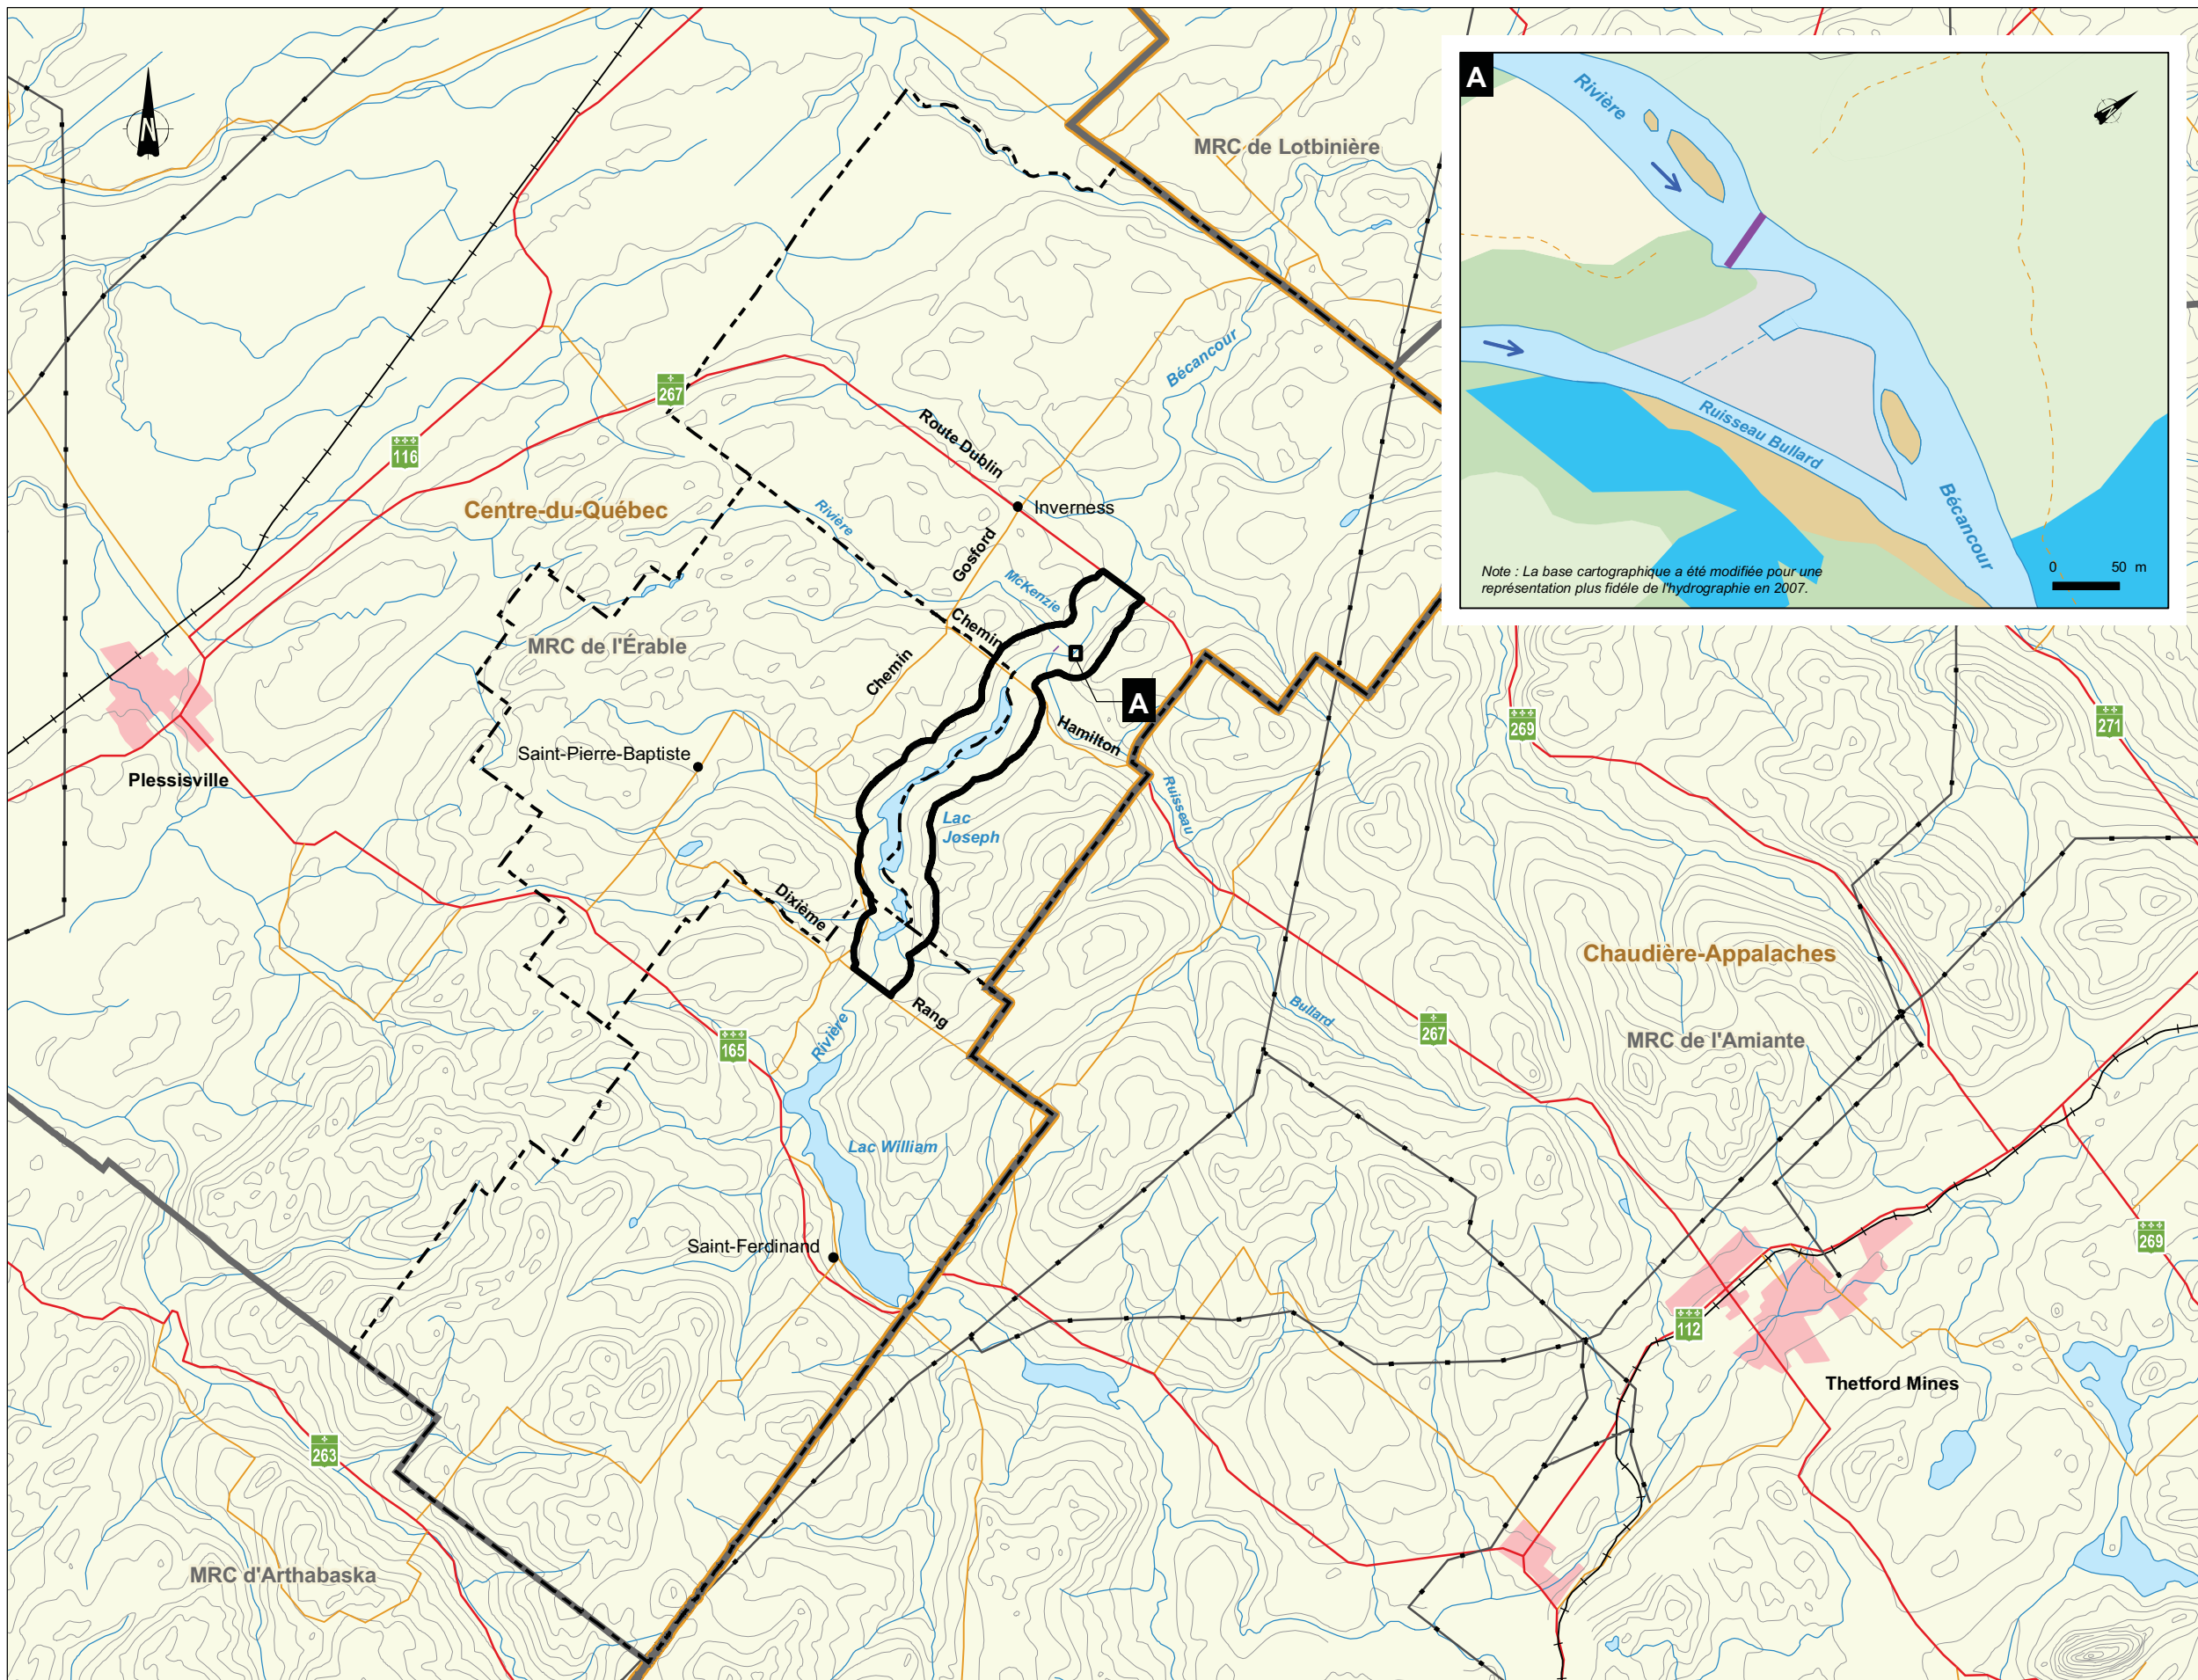 N
MRC de Lotbinière
A
Rivière
Ruisseau Bullard
Bécancour
Note : La base cartographique a été modifiée pour une
représentation plus fidèle de l'hydrographie en 2007.
0 50 m
267
116
Route Dublin
Bécancour
Centre-du-Québec
Rivière
Inverness
Gosford
McKenzie
Chemin
MRC de l'Érable
Chemin
A
Hamilton
269
271
Saint-Pierre-Baptiste
Plessisville
Ruisseau
Lac
Joseph
Dixième
Chaudière-Appalaches
Rang
Bullard
267
Rivière
165
MRC de l'Amiante
Lac William
Saint-Ferdinand
269
112
Thetford Mines
263
MRC d'Arthabaska